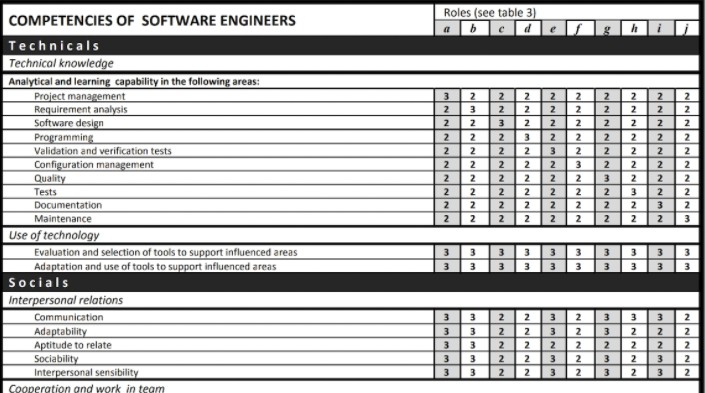 COMPETENCIES OF SOFTWARE ENGINEERS Roles (see table 3)
a b c d e f g h i j
Technicals
Technical knowledge
Analytical and learning capability in the following areas:
Project management 3 2 2 2 2 2 2 2 2 2
Requirement analysis 2 3 2 2 2 2 2 2 2 2
Software design 2 2 3 2 2 2 2 2 2 2
Programming 2 2 2 3 2 2 2 2 2 2
Validation and verification tests 2 2 2 2 3 2 2 2 2 2
Configuration management 2 2 2 2 2 3 2 2 2 2
Quality 2 2 2 2 2 2 3 2 2 2
Tests 2 2 2 2 2 2 2 3 2 2
Documentation 2 2 2 2 2 2 2 2 3 2
Maintenance 2 2 2 2 2 2 2 2 2 3
Use of technology
Evaluation and selection of tools to support influenced areas 3 3 3 3 3 3 3 3 3 3
Adaptation and use of tools to support influenced areas 3 3 3 3 3 3 3 3 3 3
Socials
Interpersonal relations
Communication 3 3 2 2 3 2 3 3 3 2
Adaptability 3 3 2 2 3 2 3 2 2 2
Aptitude to relate 3 3 2 2 2 2 2 2 2 2
Sociability 3 3 2 2 3 2 3 2 3 2
Interpersonal sensibility 3 3 2 2 3 2 3 2 3 2
Cooperation and work in team